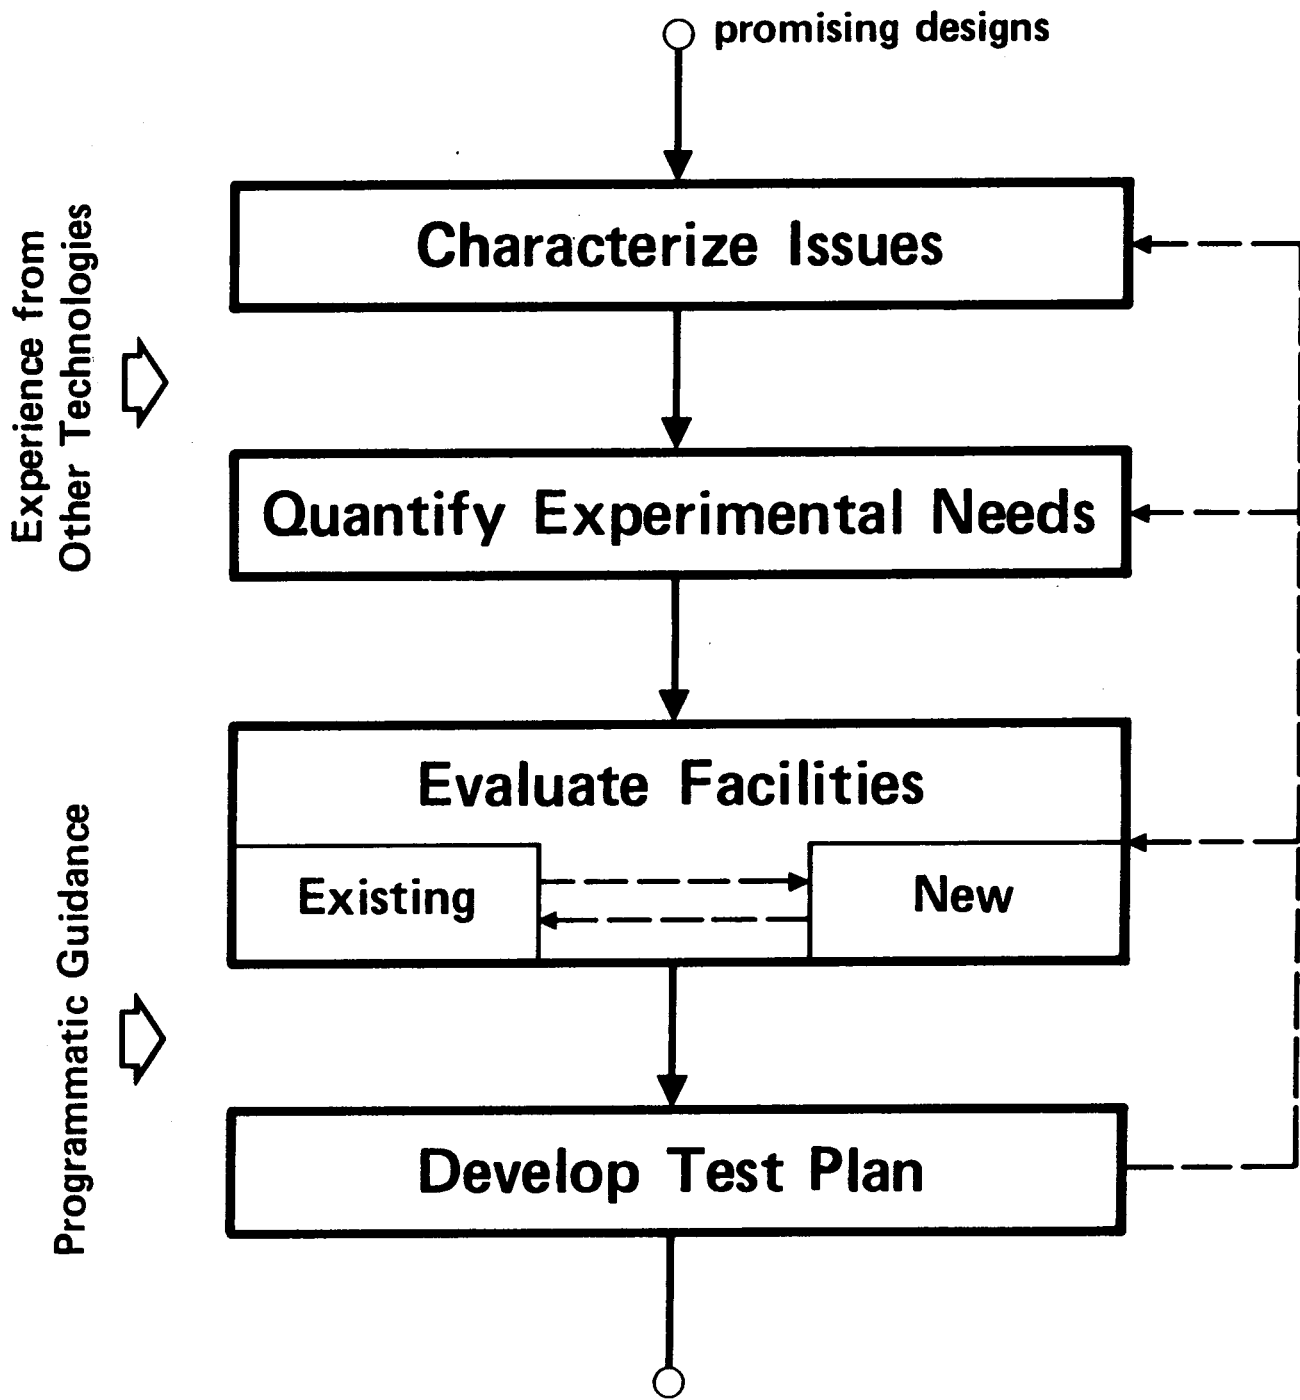 promising designs
Characterize Issues
Experience from
Other Technologies
Quantify Experimental Needs
Evaluate Facilities
Existing
New
Programmatic Guidance
Develop Test Plan